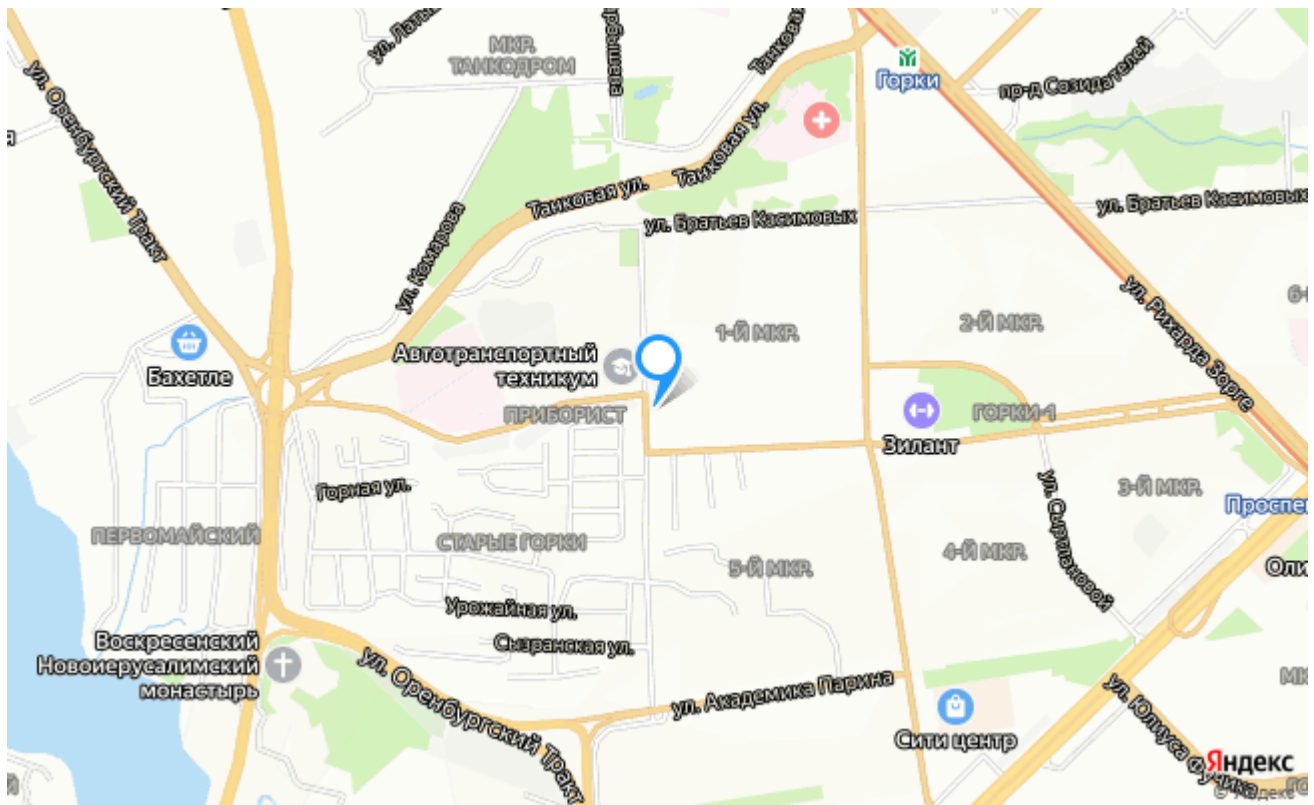 ул. Оренбургский Тракт
МКР.
ТАНКОДРОМ
Танковая
Горки
пр-д Созидателей
Танковая ул.
Танковая ул.
ул. Братьев Касимовых
ул. Братьев Касимовых
ул. Комарова
ул. Рихарда Зорге
1-Й МКР.
2-Й МКР.
Бахетле
Автотранспортный
техникум
ПРИБОРИСТ
ГОРКИ-1
Зилант
Горная ул.
ул. Сыртлановой
3-Й МКР.
ПЕРВОМАЙСКИЙ
СТАРЫЕ ГОРКИ
5-Й МКР.
4-Й МКР.
Урожайная ул.
Сызранская ул.
Воскресенский
Новоиерусалимский
монастырь
ул. Оренбургский Тракт
ул. Академика Парина
Сити центр
ул. Юлиуса Фучика
Яндекс